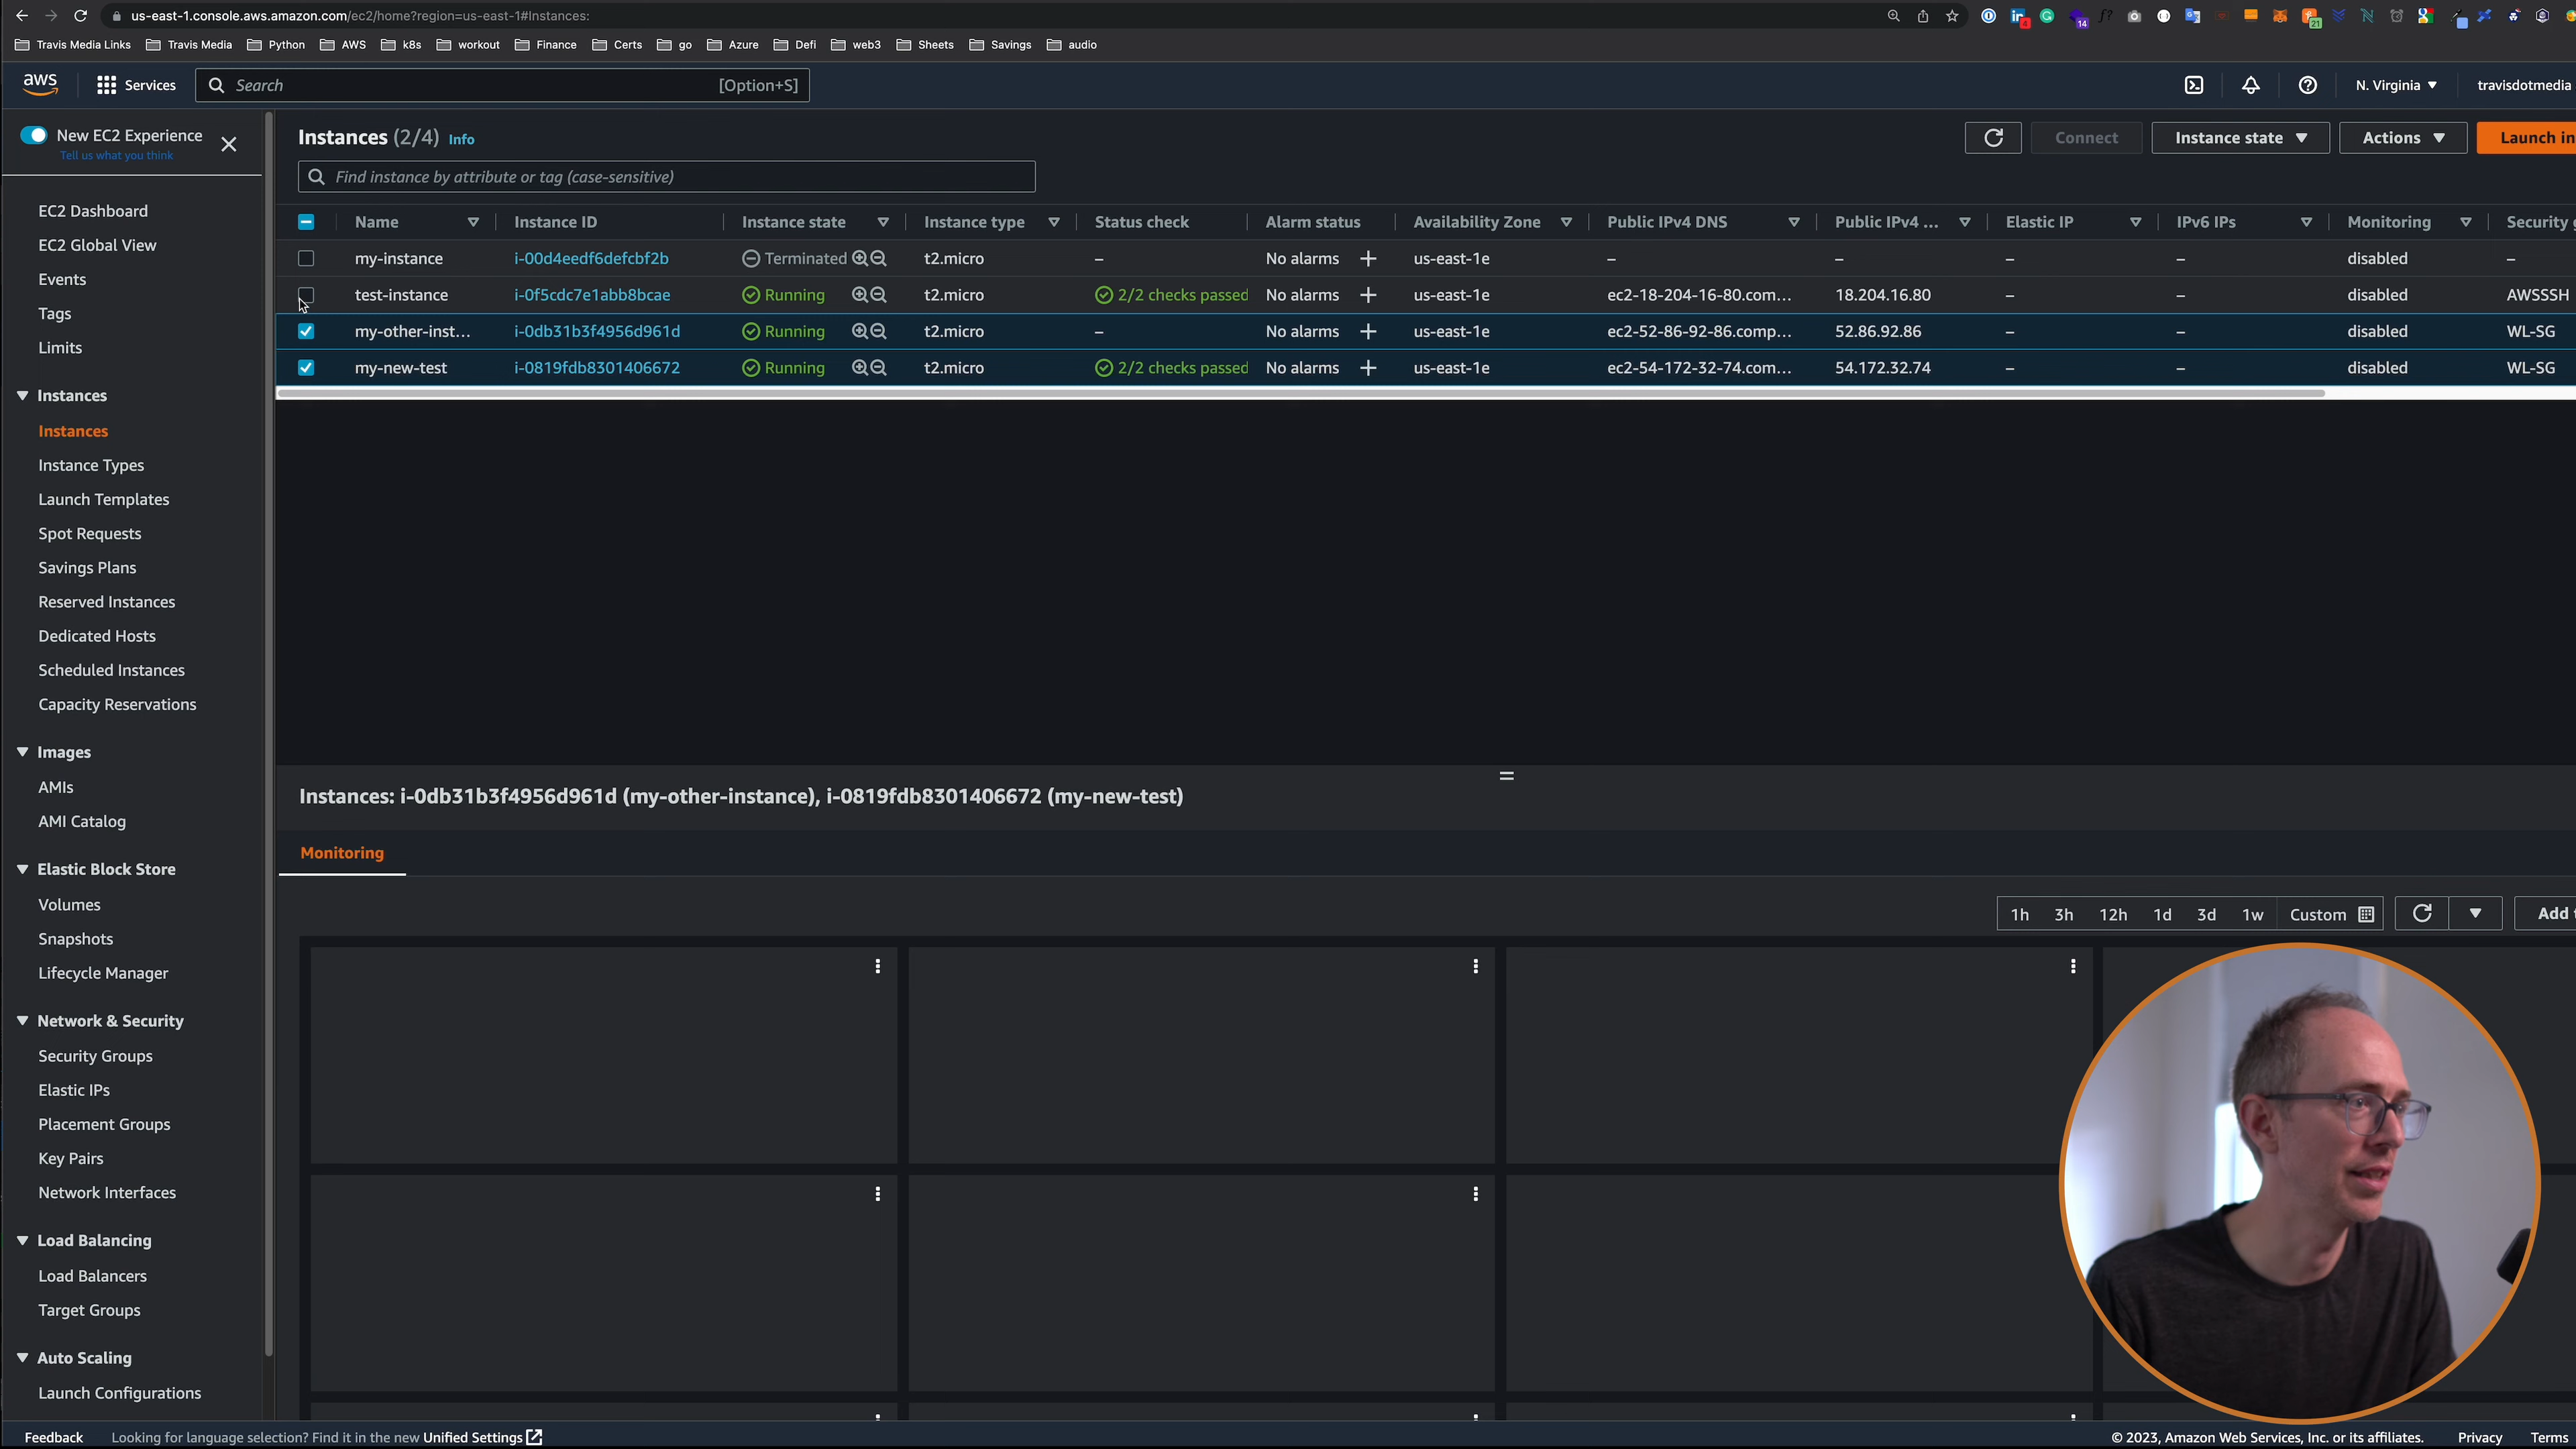 us-east-1.console.aws.amazon.com/ec2/home?region=us-east-1#Instances:
Travis Media Links Travis Media Python AWS k8s workout Finance Certs go Azure Defi web3 Sheets Savings audio
aws Services Search [Option+S] N. Virginia travisdotmedia
New EC2 Experience
Tell us what you think
EC2 Dashboard
EC2 Global View
Events
Tags
Limits
Instances
Instances
Instance Types
Launch Templates
Spot Requests
Savings Plans
Reserved Instances
Dedicated Hosts
Scheduled Instances
Capacity Reservations
Images
AMIs
AMI Catalog
Elastic Block Store
Volumes
Snapshots
Lifecycle Manager
Network & Security
Security Groups
Elastic IPs
Placement Groups
Key Pairs
Network Interfaces
Load Balancing
Load Balancers
Target Groups
Auto Scaling
Launch Configurations
Instances (2/4) Info Connect Instance state Actions Launch in
Find instance by attribute or tag (case-sensitive)
Name Instance ID Instance state Instance type Status check Alarm status Availability Zone Public IPv4 DNS Public IPv4 ... Elastic IP IPv6 IPs Monitoring Security g
my-instance i-00d4eedf6defcbf2b Terminated t2.micro – No alarms + us-east-1e – – – – disabled –
test-instance i-0f5cdc7e1abb8bcae Running t2.micro 2/2 checks passed No alarms + us-east-1e ec2-18-204-16-80.com... 18.204.16.80 – – disabled AWSSSH
my-other-inst... i-0db31b3f4956d961d Running t2.micro – No alarms + us-east-1e ec2-52-86-92-86.comp... 52.86.92.86 – – disabled WL-SG
my-new-test i-0819fdb8301406672 Running t2.micro 2/2 checks passed No alarms + us-east-1e ec2-54-172-32-74.com... 54.172.32.74 – – disabled WL-SG
Instances: i-0db31b3f4956d961d (my-other-instance), i-0819fdb8301406672 (my-new-test)
Monitoring
1h 3h 12h 1d 3d 1w Custom Add t
Feedback Looking for language selection? Find it in the new Unified Settings © 2023, Amazon Web Services, Inc. or its affiliates. Privacy Terms